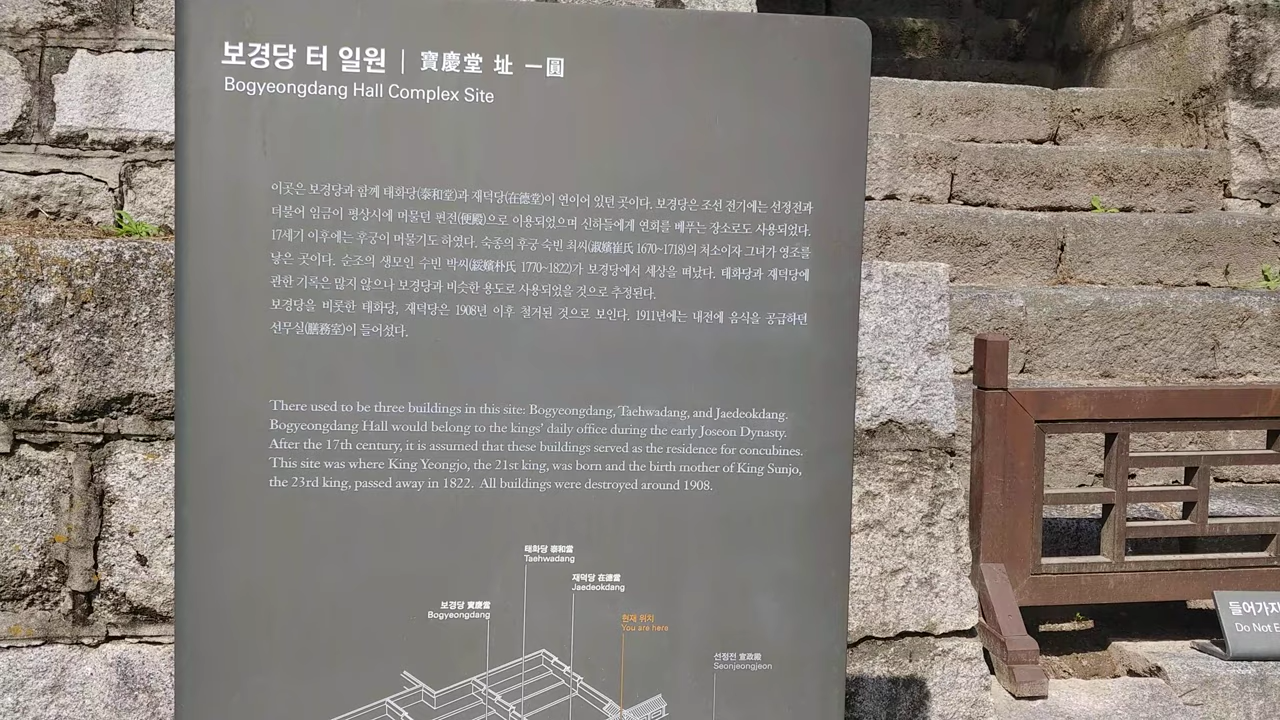 보경당 터 일원 | 寶慶堂 址 一圓
Bogyeongdang Hall Complex Site
이곳은 보경당과 함께 태화당(泰和堂)과 재덕당(在德堂)이 연이어 있던 곳이다. 보경당은 조선 전기에는 선정전과
더불어 임금이 평상시에 머물던 편전(便殿)으로 이용되었으며 신하들에게 연회를 베푸는 장소로도 사용되었다.
17세기 이후에는 후궁이 머물기도 하였다. 숙종의 후궁 숙빈 최씨(淑嬪崔氏 1670~1718)의 처소이자 그녀가 영조를
낳은 곳이다. 순조의 생모인 수빈 박씨(綏嬪朴氏 1770~1822)가 보경당에서 세상을 떠났다. 태화당과 재덕당에
관한 기록은 많지 않으나 보경당과 비슷한 용도로 사용되었을 것으로 추정된다.
보경당을 비롯한 태화당, 재덕당은 1908년 이후 철거된 것으로 보인다. 1911년에는 내전에 음식을 공급하던
선무실(膳務室)이 들어섰다.
There used to be three buildings in this site: Bogyeongdang, Taehwadang, and Jaedeokdang.
Bogyeongdang Hall would belong to the kings' daily office during the early Joseon Dynasty.
After the 17th century, it is assumed that these buildings served as the residence for concubines.
This site was where King Yeongjo, the 21st king, was born and the birth mother of King Sunjo,
the 23rd king, passed away in 1822. All buildings were destroyed around 1908.
태화당 泰和堂
Taehwadang
재덕당 在德堂
Jaedeokdang
보경당 寶慶堂
Bogyeongdang
현재 위치
You are here
선정전 宣政殿
Seonjeongjeon
들어가지
Do Not E